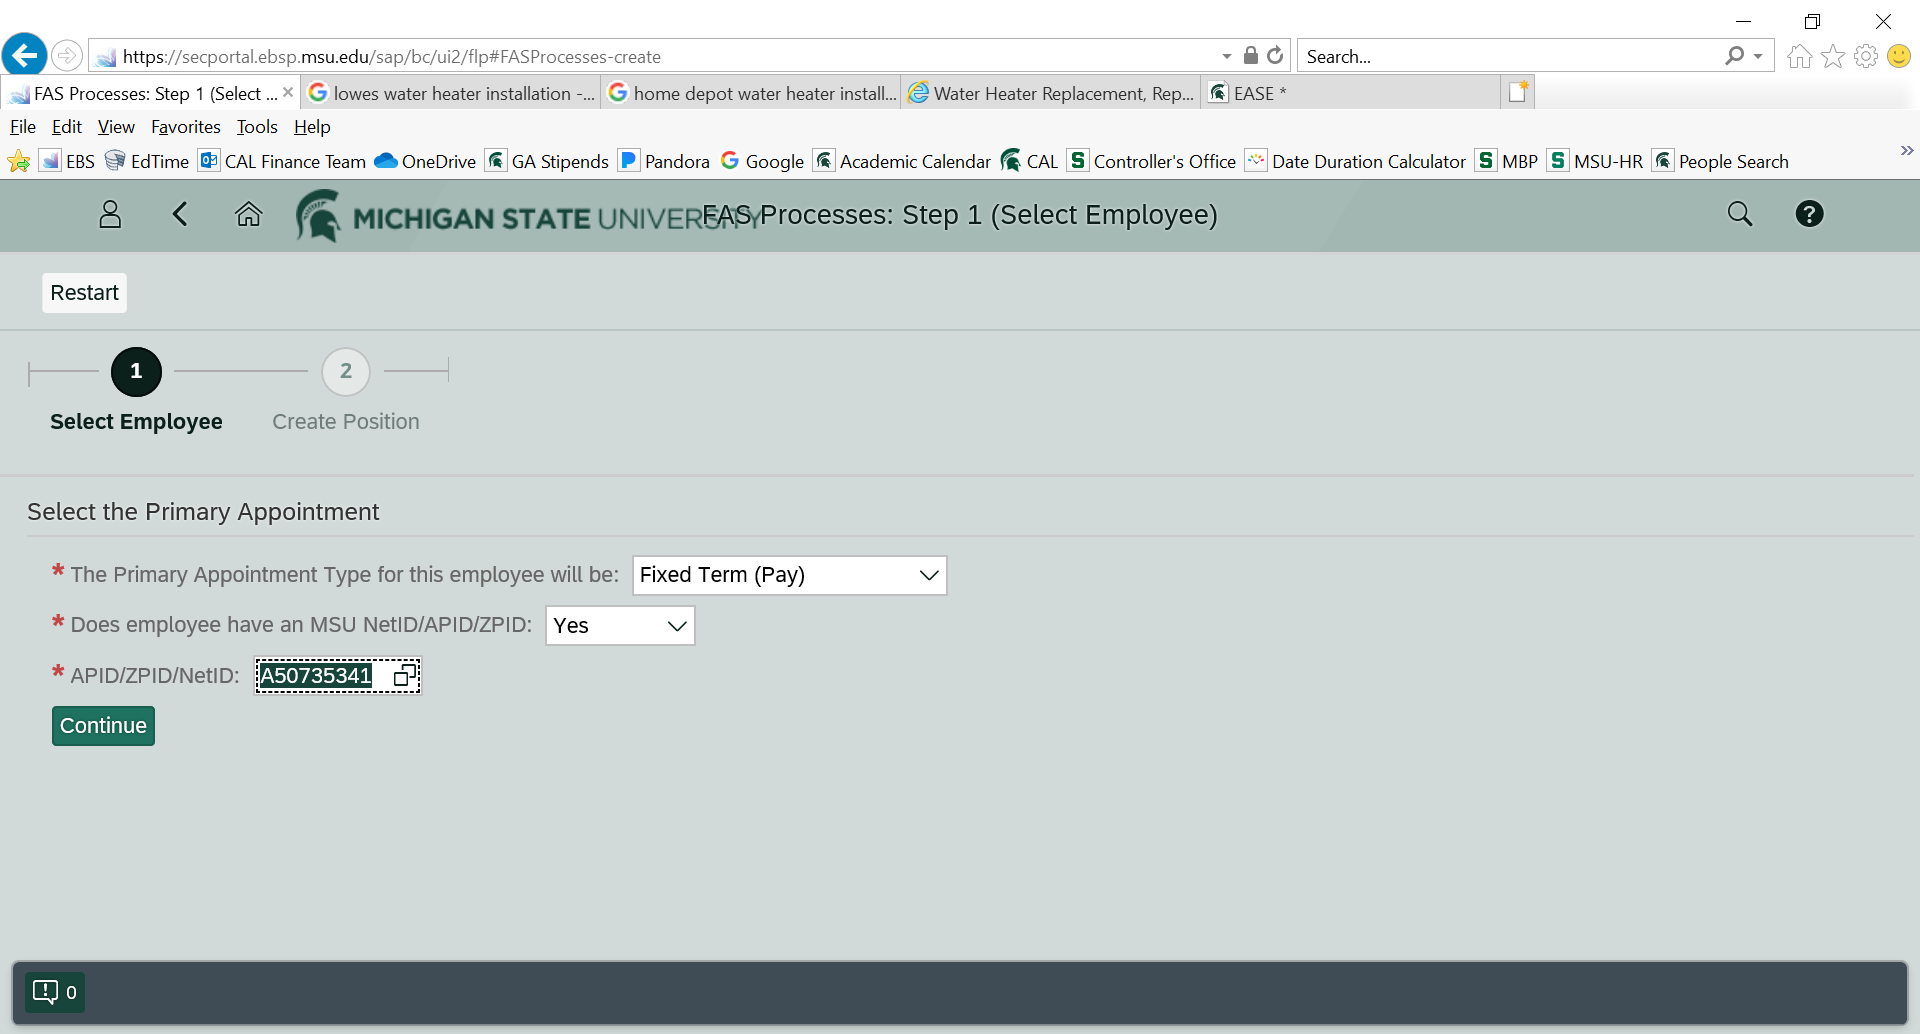 https://secportal.ebsp.msu.edu/sap/bc/ui2/flp#FASProcesses-create
Search...
FAS Processes: Step 1 (Select ...
lowes water heater installation -...
home depot water heater install...
Water Heater Replacement, Rep...
EASE *
File Edit View Favorites Tools Help
EBS EdTime CAL Finance Team OneDrive GA Stipends Pandora Google Academic Calendar CAL Controller's Office Date Duration Calculator MBP MSU-HR People Search
MICHIGAN STATE UNIVERSITY
FAS Processes: Step 1 (Select Employee)
Restart
1 2
Select Employee Create Position
Select the Primary Appointment
* The Primary Appointment Type for this employee will be: Fixed Term (Pay)
* Does employee have an MSU NetID/APID/ZPID: Yes
* APID/ZPID/NetID: A50735341
Continue
0